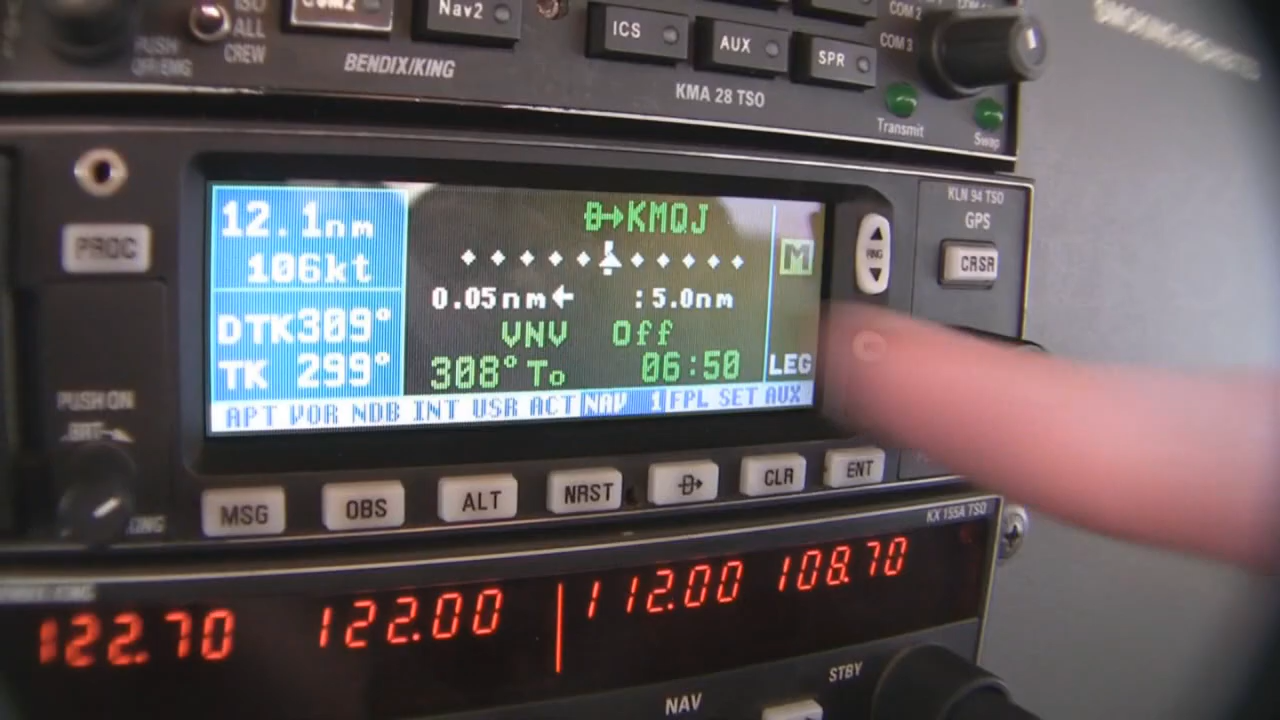 ISO
ALL
CREW
PUSH
OFF/EMG
Com2
Nav2
BENDIX/KING
ICS
AUX
SPR
COM 2
COM 3
KMA 28 TSO
Transmit
Swap
PROC
PUSH ON
BRT
12.1nm
106kt
DTK309°
TK 299°
KMQJ
0.05nm :5.0nm
VNV Off
308°To 06:50
M
LEG
APT VOR NDB INT USR ACT NAV 1 FPL SET AUX
RNG
KLN 94 TSO
GPS
CRSR
MSG
OBS
ALT
NRST
D
CLR
ENT
KX 155A TSO
122.70 122.00 112.00 108.70
NAV
STBY